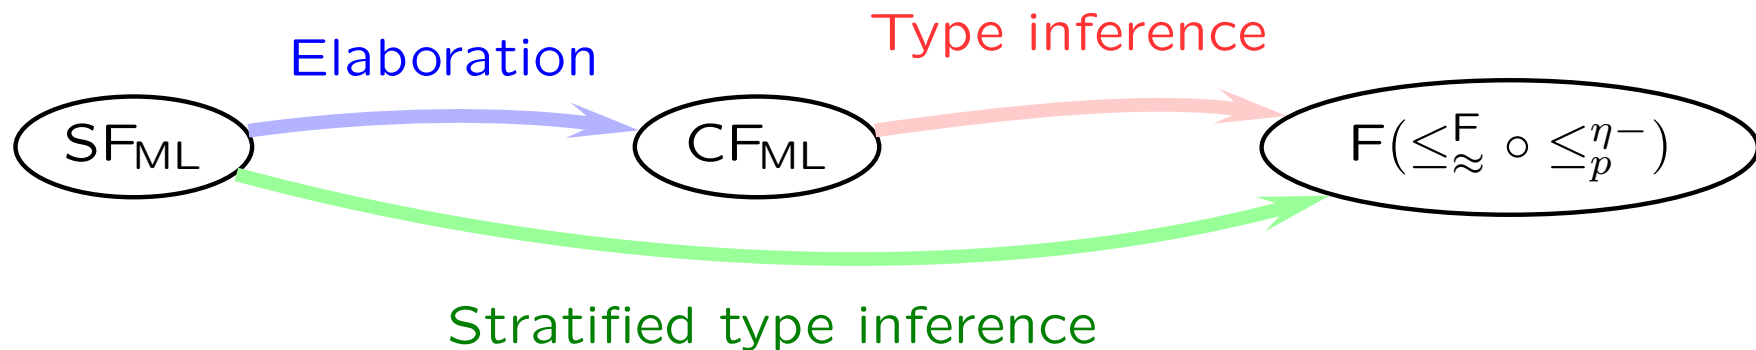 Type inference
Elaboration
SF_ML
CF_ML
F(≤^F_≈ ∘ ≤^{η−}_p)
Stratified type inference